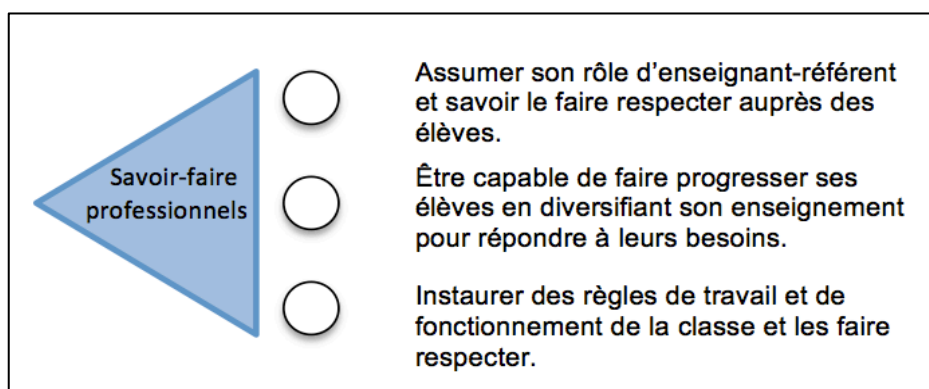 Savoir-faire
professionnels
Assumer son rôle d'enseignant-référent
et savoir le faire respecter auprès des
élèves.
Être capable de faire progresser ses
élèves en diversifiant son enseignement
pour répondre à leurs besoins.
Instaurer des règles de travail et de
fonctionnement de la classe et les faire
respecter.